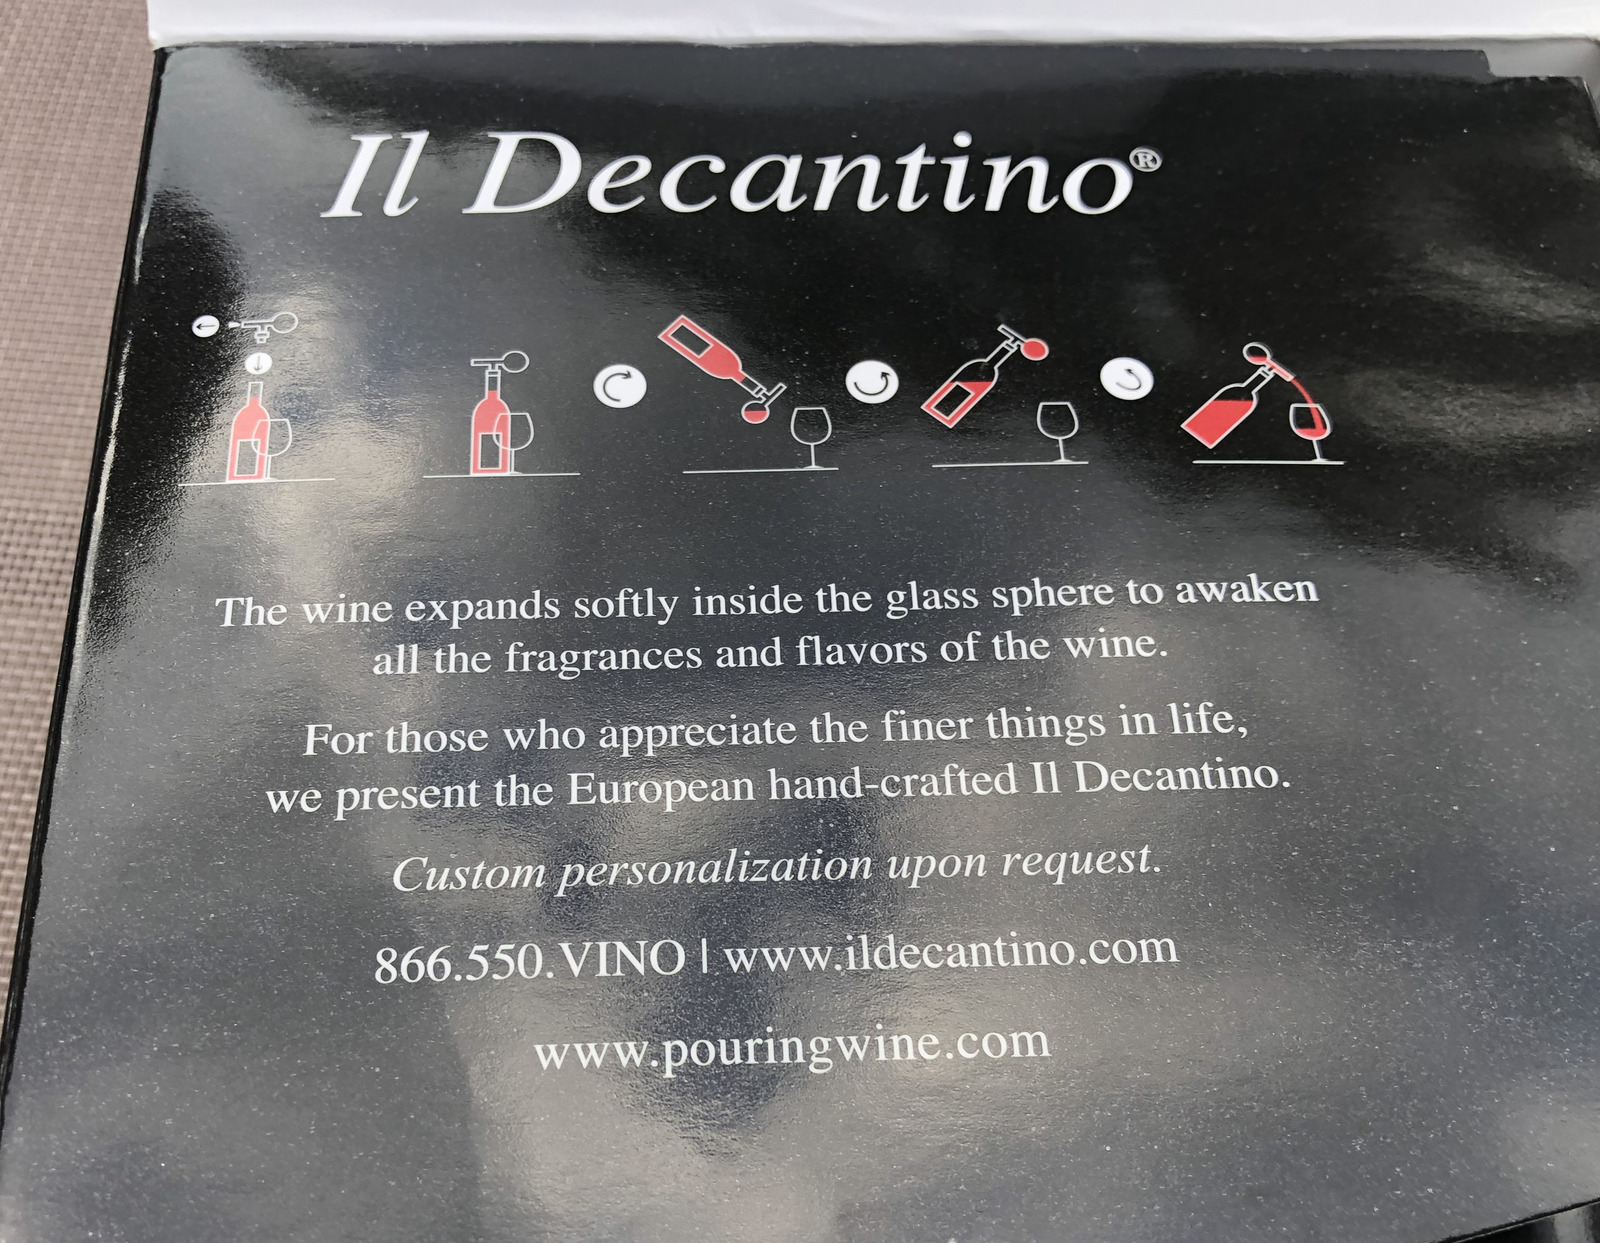 Il Decantino®
The wine expands softly inside the glass sphere to awaken
all the fragrances and flavors of the wine.
For those who appreciate the finer things in life,
we present the European hand-crafted Il Decantino.
Custom personalization upon request.
866.550.VINO | www.ildecantino.com
www.pouringwine.com